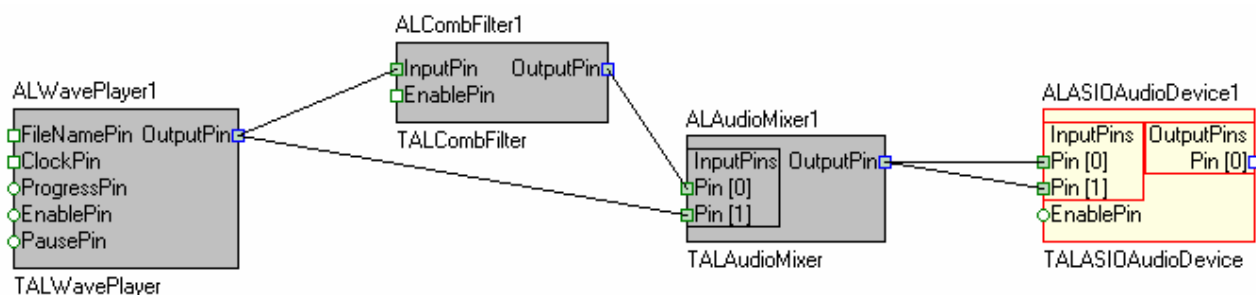 ALCombFilter1
InputPin OutputPin
EnablePin
TALCombFilter
ALWavePlayer1
FileNamePin OutputPin
ClockPin
ProgressPin
EnablePin
PausePin
TALWavePlayer
ALAudioMixer1
InputPins OutputPin
Pin [0]
Pin [1]
TALAudioMixer
ALASIOAudioDevice1
InputPins OutputPins
Pin [0] Pin [0]
Pin [1]
EnablePin
TALASIOAudioDevice